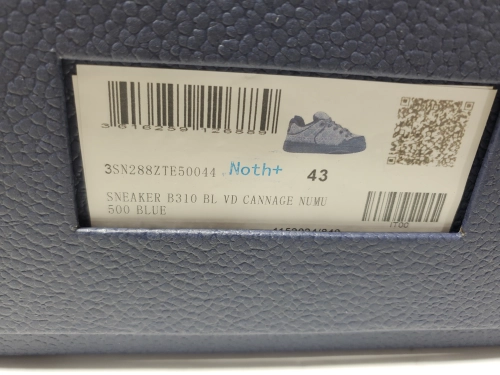 3SN288ZTE50044 . Noth+ 43
SNEAKER B310 BL VD CANNAGE NUMU
500 BLUE